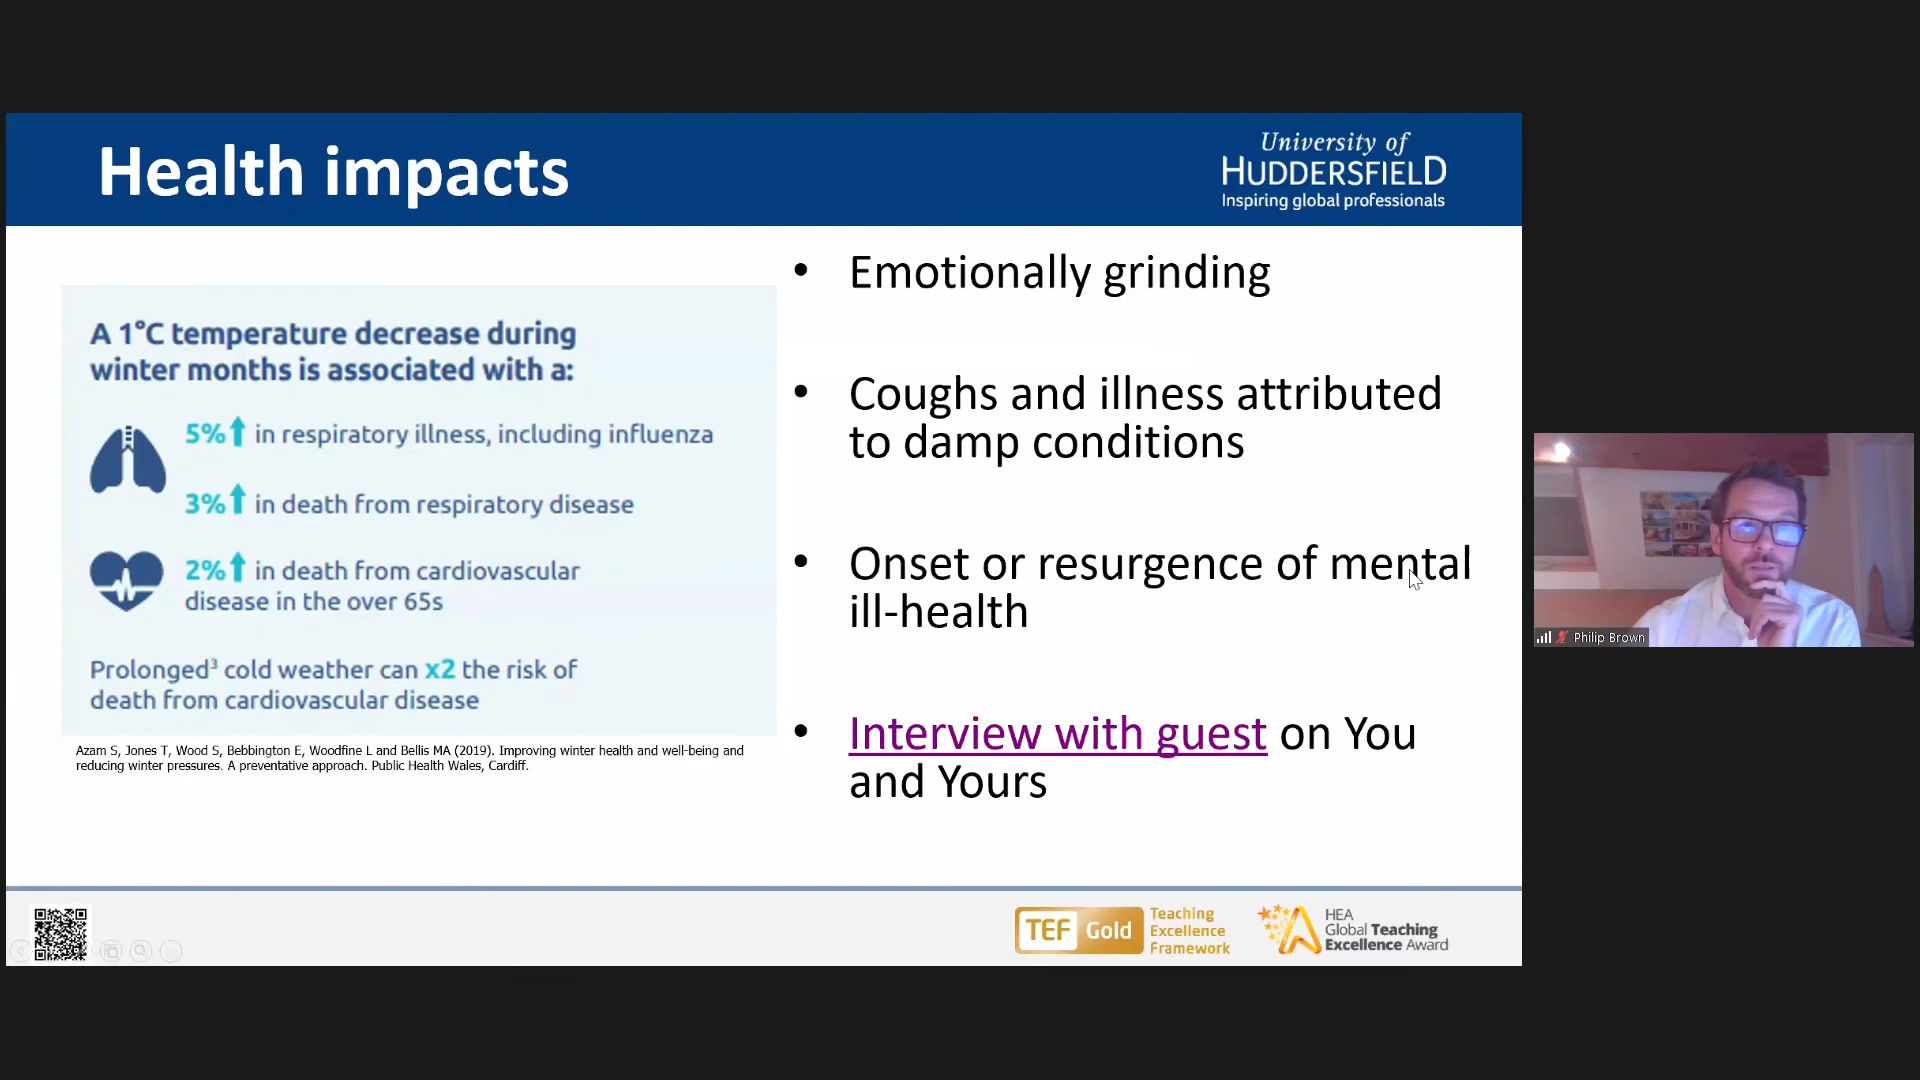 Health impacts
University of
HUDDERSFIELD
Inspiring global professionals
A 1°C temperature decrease during
winter months is associated with a:
5% in respiratory illness, including influenza
3% in death from respiratory disease
2% in death from cardiovascular
disease in the over 65s
Prolonged³ cold weather can x2 the risk of
death from cardiovascular disease
Azam S, Jones T, Wood S, Bebbington E, Woodfine L and Bellis MA (2019). Improving winter health and well-being and
reducing winter pressures. A preventative approach. Public Health Wales, Cardiff.
• Emotionally grinding
• Coughs and illness attributed
to damp conditions
• Onset or resurgence of mental
ill-health
• Interview with guest on You
and Yours
Philip Brown
TEF Gold
Teaching
Excellence
Framework
HEA
Global Teaching
Excellence Award